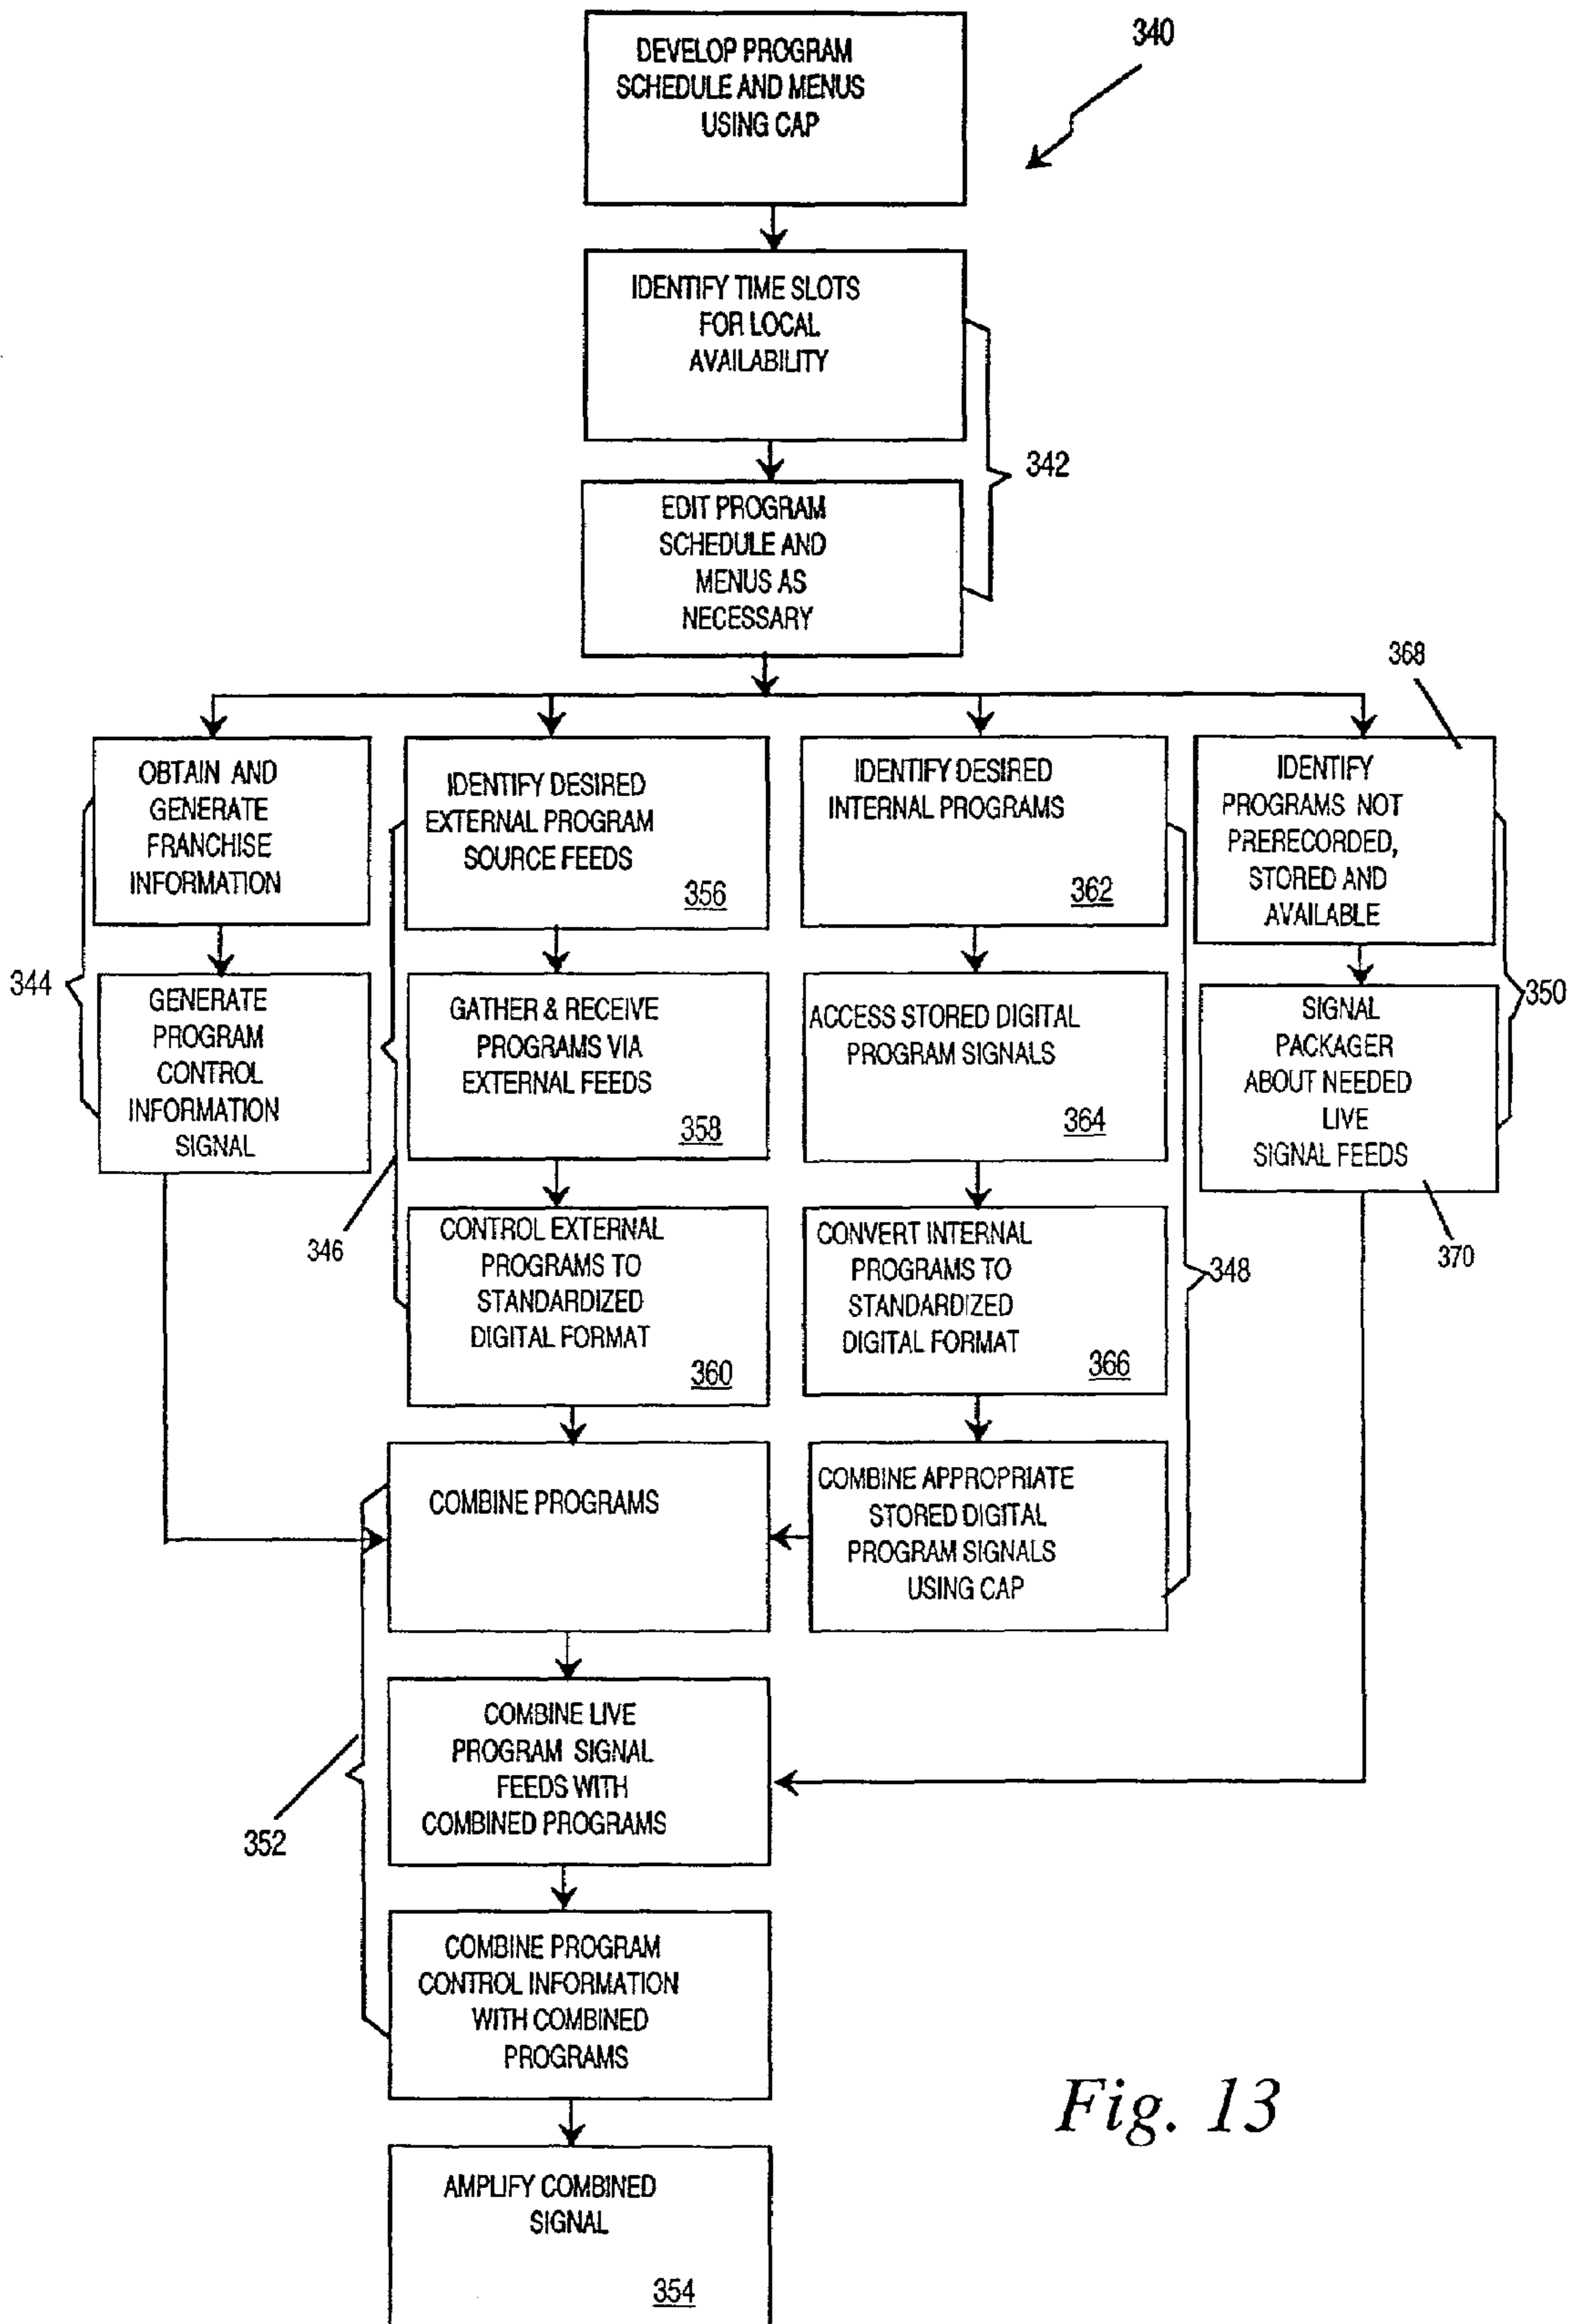 DEVELOP PROGRAM
SCHEDULE AND MENUS
USING CAP
340
IDENTIFY TIME SLOTS
FOR LOCAL
AVAILABILITY
342
EDIT PROGRAM
SCHEDULE AND
MENUS AS
NECESSARY
368
OBTAIN AND
GENERATE
FRANCHISE
INFORMATION
IDENTIFY DESIRED
EXTERNAL PROGRAM
SOURCE FEEDS
356
IDENTIFY DESIRED
INTERNAL PROGRAMS
362
IDENTIFY
PROGRAMS NOT
PRERECORDED,
STORED AND
AVAILABLE
344
350
GENERATE
PROGRAM
CONTROL
INFORMATION
SIGNAL
GATHER & RECEIVE
PROGRAMS VIA
EXTERNAL FEEDS
358
ACCESS STORED DIGITAL
PROGRAM SIGNALS
364
SIGNAL
PACKAGER
ABOUT NEEDED
LIVE
SIGNAL FEEDS
346
370
CONTROL EXTERNAL
PROGRAMS TO
STANDARDIZED
DIGITAL FORMAT
360
CONVERT INTERNAL
PROGRAMS TO
STANDARDIZED
DIGITAL FORMAT
366
348
COMBINE PROGRAMS
COMBINE APPROPRIATE
STORED DIGITAL
PROGRAM SIGNALS
USING CAP
COMBINE LIVE
PROGRAM SIGNAL
FEEDS WITH
COMBINED PROGRAMS
352
COMBINE PROGRAM
CONTROL INFORMATION
WITH COMBINED
PROGRAMS
Fig. 13
AMPLIFY COMBINED
SIGNAL
354